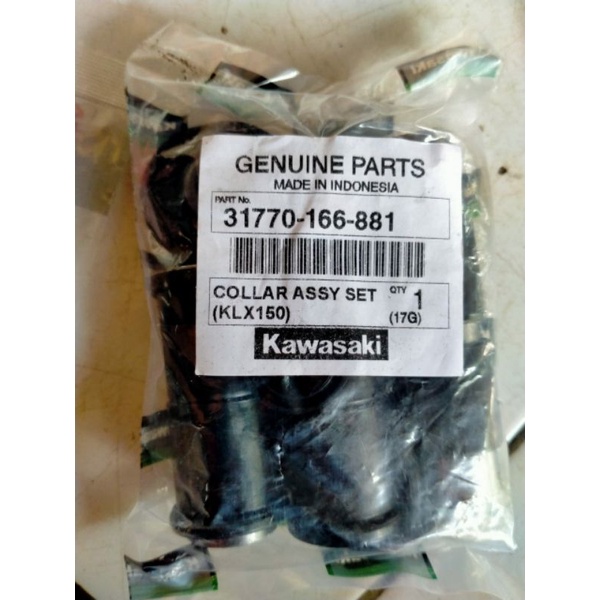 GENUINE PARTS
MADE IN INDONESIA
PART No.
31770-166-881
COLLAR ASSY SET QTY 1
(KLX150) (17G)
Kawasaki